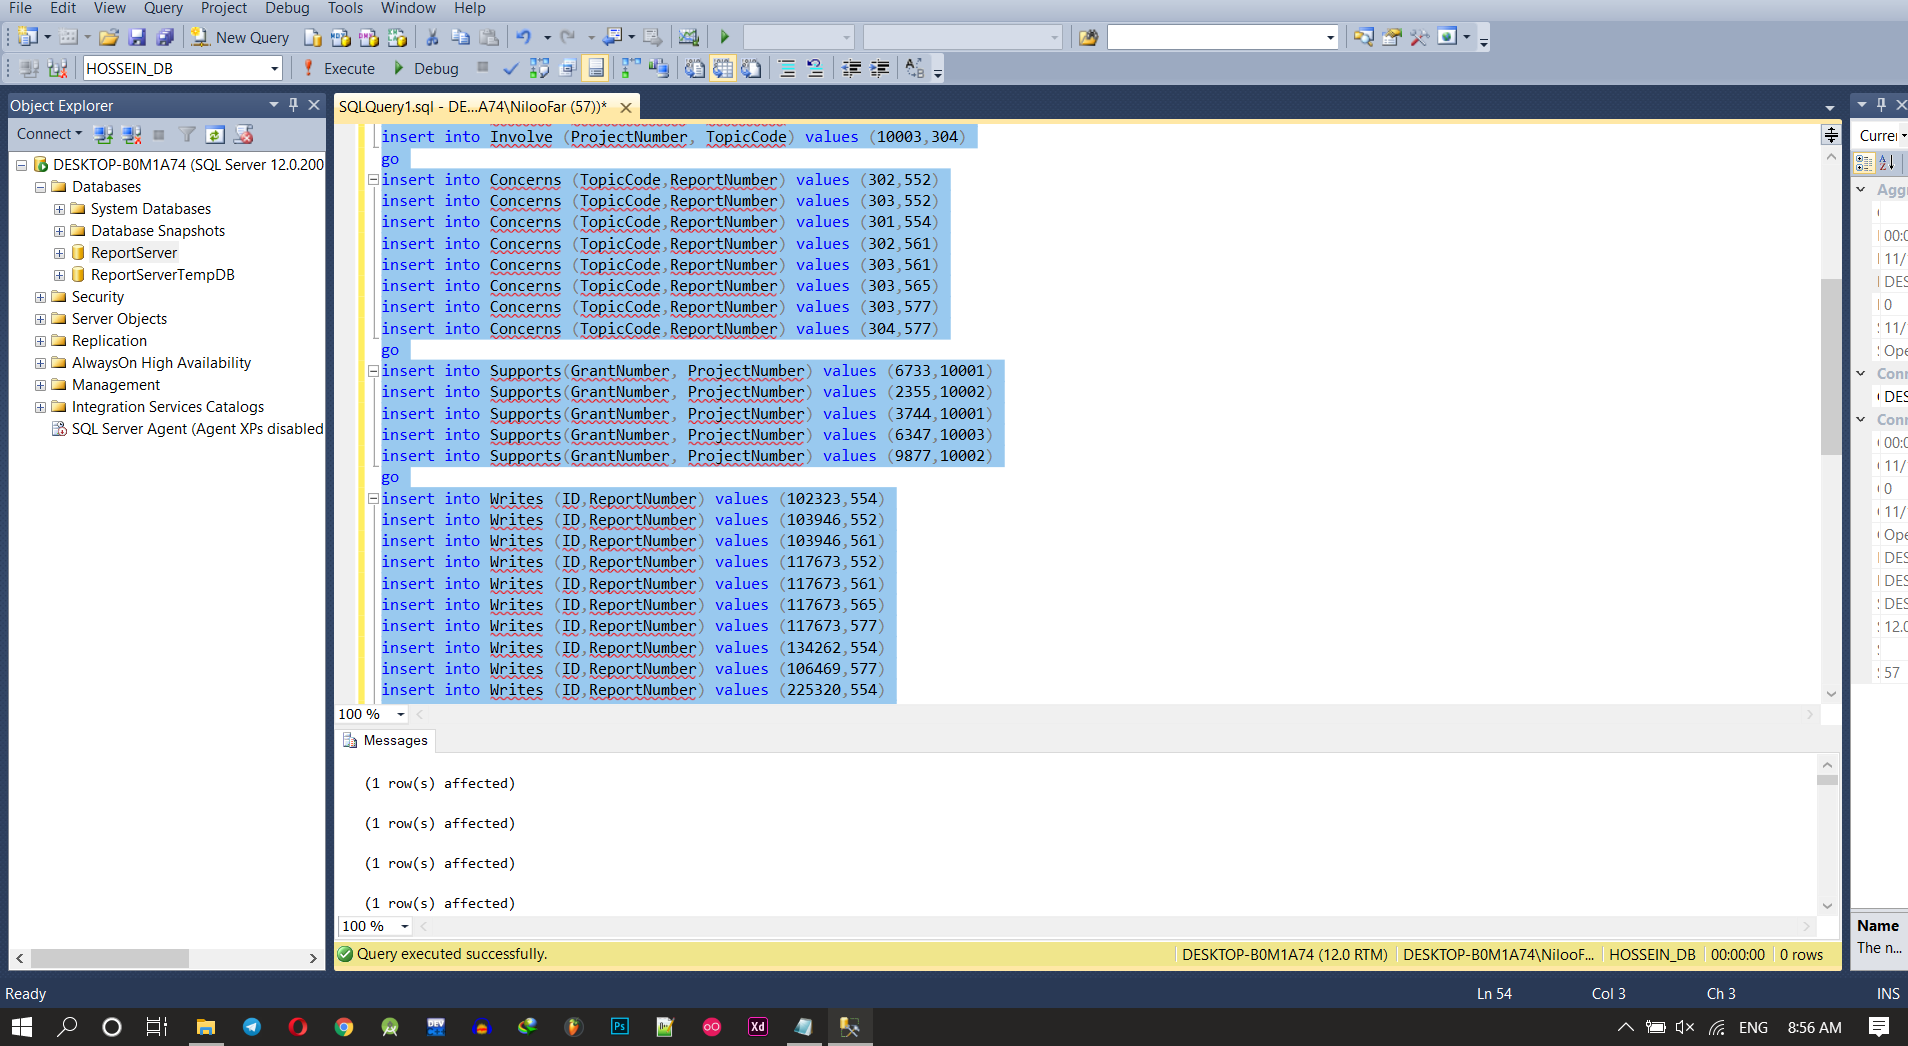 File Edit View Query Project Debug Tools Window Help
New Query
HOSSEIN_DB Execute Debug
Object Explorer
Connect
DESKTOP-B0M1A74 (SQL Server 12.0.200
Databases
System Databases
Database Snapshots
ReportServer
ReportServerTempDB
Security
Server Objects
Replication
AlwaysOn High Availability
Management
Integration Services Catalogs
SQL Server Agent (Agent XPs disabled
SQLQuery1.sql - DE...A74\NilooFar (57))*
insert into Involve (ProjectNumber, TopicCode) values (10003,304)
go
insert into Concerns (TopicCode,ReportNumber) values (302,552)
insert into Concerns (TopicCode,ReportNumber) values (303,552)
insert into Concerns (TopicCode,ReportNumber) values (301,554)
insert into Concerns (TopicCode,ReportNumber) values (302,561)
insert into Concerns (TopicCode,ReportNumber) values (303,561)
insert into Concerns (TopicCode,ReportNumber) values (303,565)
insert into Concerns (TopicCode,ReportNumber) values (303,577)
insert into Concerns (TopicCode,ReportNumber) values (304,577)
go
insert into Supports(GrantNumber, ProjectNumber) values (6733,10001)
insert into Supports(GrantNumber, ProjectNumber) values (2355,10002)
insert into Supports(GrantNumber, ProjectNumber) values (3744,10001)
insert into Supports(GrantNumber, ProjectNumber) values (6347,10003)
insert into Supports(GrantNumber, ProjectNumber) values (9877,10002)
go
insert into Writes (ID,ReportNumber) values (102323,554)
insert into Writes (ID,ReportNumber) values (103946,552)
insert into Writes (ID,ReportNumber) values (103946,561)
insert into Writes (ID,ReportNumber) values (117673,552)
insert into Writes (ID,ReportNumber) values (117673,561)
insert into Writes (ID,ReportNumber) values (117673,565)
insert into Writes (ID,ReportNumber) values (117673,577)
insert into Writes (ID,ReportNumber) values (134262,554)
insert into Writes (ID,ReportNumber) values (106469,577)
insert into Writes (ID,ReportNumber) values (225320,554)
100 %
Messages
(1 row(s) affected)
(1 row(s) affected)
(1 row(s) affected)
(1 row(s) affected)
100 %
Query executed successfully. DESKTOP-B0M1A74 (12.0 RTM) DESKTOP-B0M1A74\NilooF... HOSSEIN_DB 00:00:00 0 rows
Curre
Aggr
00:0
11/
DES
0
11/
Ope
Conn
DES
Conn
00:0
11/
0
11/
Ope
DES
DES
DES
12.0
57
Name
The n...
Ready Ln 54 Col 3 Ch 3 INS
DEV Ps Xd ENG 8:56 AM